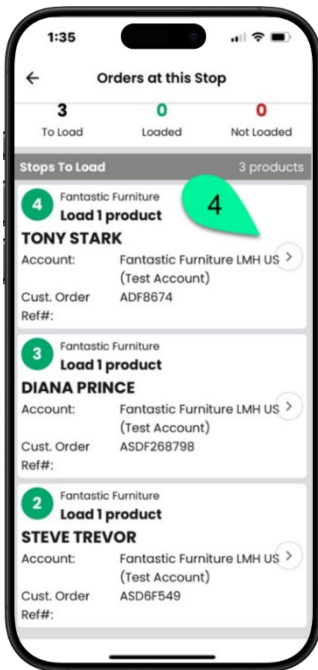 1:35
Orders at this Stop
3 0 0
To Load Loaded Not Loaded
Stops To Load 3 products
4 Fantastic Furniture
Load 1 product
4
TONY STARK
Account: Fantastic Furniture LMH US
(Test Account)
Cust. Order ADF8674
Ref#:
3 Fantastic Furniture
Load 1 product
DIANA PRINCE
Account: Fantastic Furniture LMH US
(Test Account)
Cust. Order ASDF268798
Ref#:
2 Fantastic Furniture
Load 1 product
STEVE TREVOR
Account: Fantastic Furniture LMH US
(Test Account)
Cust. Order ASD6F549
Ref#: